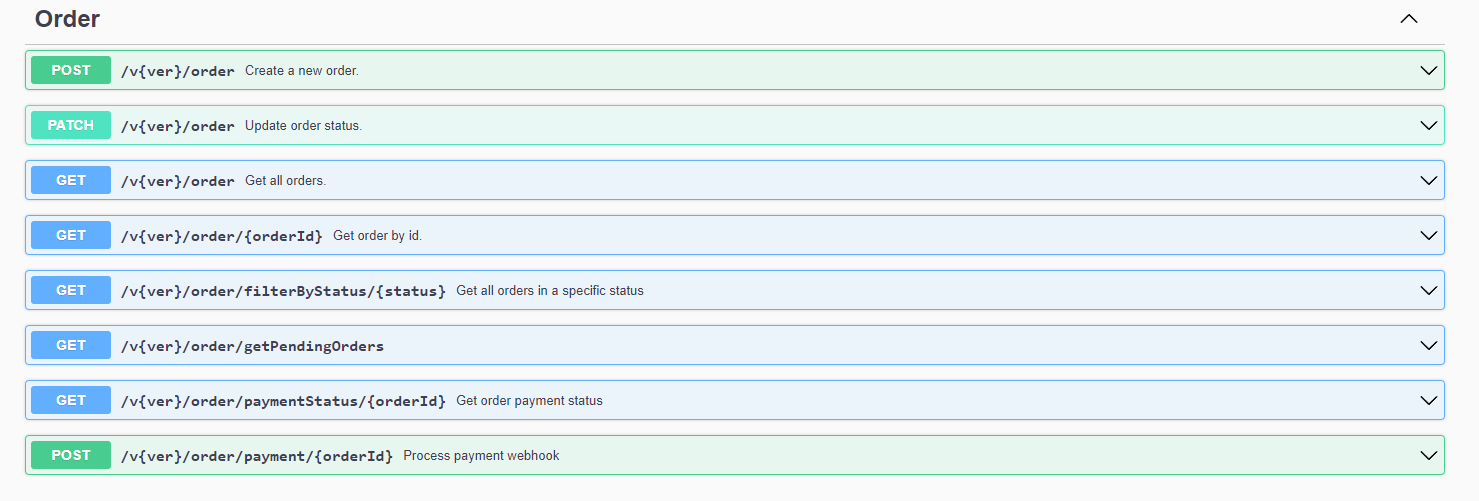 Order
POST /v{ver}/order Create a new order.
PATCH /v{ver}/order Update order status.
GET /v{ver}/order Get all orders.
GET /v{ver}/order/{orderId} Get order by id.
GET /v{ver}/order/filterByStatus/{status} Get all orders in a specific status
GET /v{ver}/order/getPendingOrders
GET /v{ver}/order/paymentStatus/{orderId} Get order payment status
POST /v{ver}/order/payment/{orderId} Process payment webhook